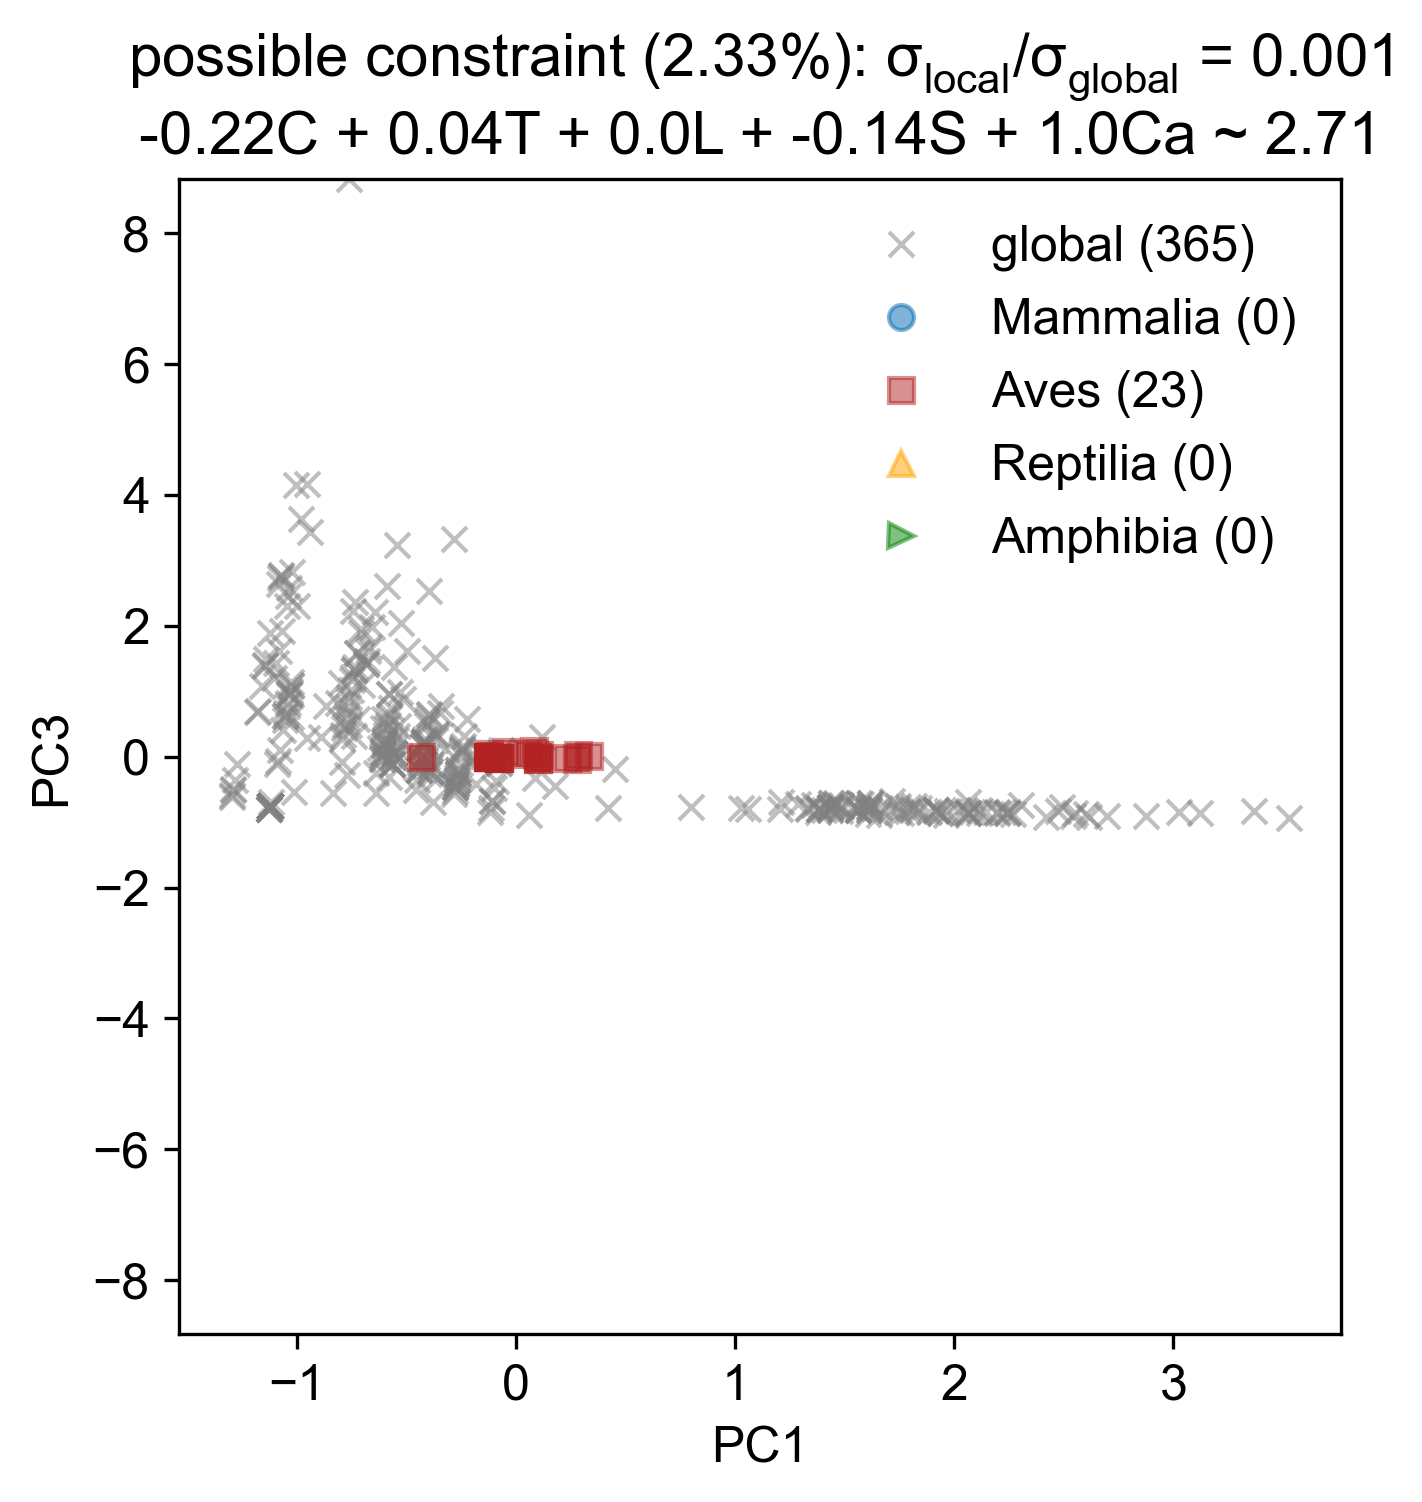 possible constraint (2.33%): σlocal/σglobal = 0.001
-0.22C + 0.04T + 0.0L + -0.14S + 1.0Ca ~ 2.71
global (365)
Mammalia (0)
Aves (23)
Reptilia (0)
Amphibia (0)
8
6
4
2
0
−2
−4
−6
−8
PC3
−1
0
1
2
3
PC1